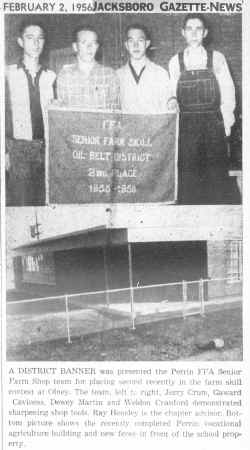 FEBRUARY 2, 1956 JACKSBORO GAZETTE-NEWS
FFA
SENIOR FARM SKILL
OIL BELT DISTRICT
2nd PLACE
1955-1956
A DISTRICT BANNER was presented the Perrin FFA Senior
Farm Shop team for placing second recently in the farm skill
contest at Olney. The team, left to right, Jerry Crum, Gaward
Caviness, Dewey Martin and Weldon Cranford demonstrated
sharpening shop tools. Ray Hensley is the chapter advisor. Bot-
tom picture shows the recently completed Perrin vocational
agriculture building and new fence in front of the school prop-
erty.